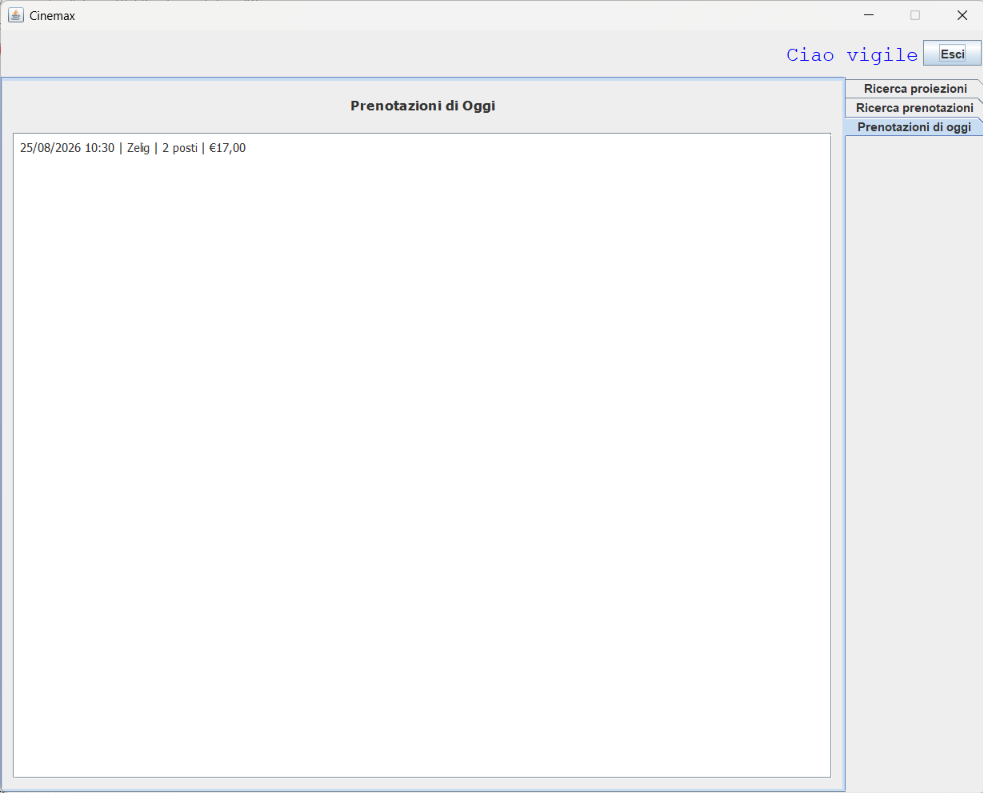 Cinemax
Ciao vigile
Esci
Prenotazioni di Oggi
25/08/2026 10:30 | Zelig | 2 posti | €17,00
Ricerca proiezioni
Ricerca prenotazioni
Prenotazioni di oggi